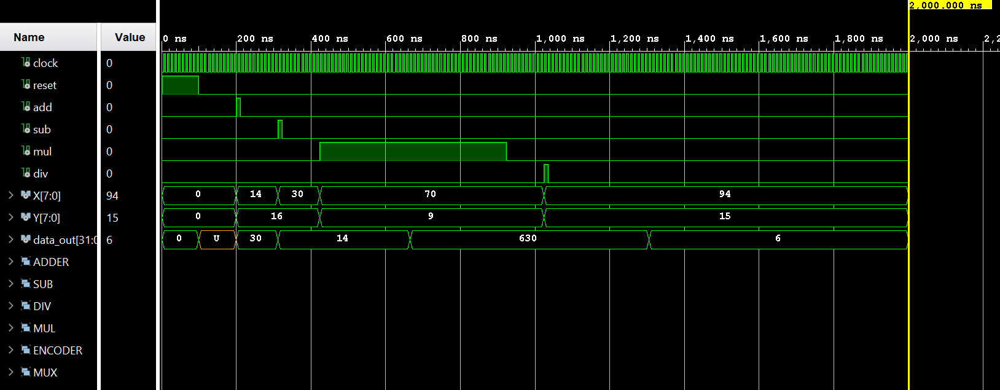 2,000.000 ns
Name Value
0 ns 200 ns 400 ns 600 ns 800 ns 1,000 ns 1,200 ns 1,400 ns 1,600 ns 1,800 ns 2,000 ns 2,2
clock 0
reset 0
add 0
sub 0
mul 0
div 0
X[7:0] 94 0 14 30 70 94
Y[7:0] 15 0 16 9 15
data_out[31:0 6 0 U 30 14 630 6
ADDER
SUB
DIV
MUL
ENCODER
MUX